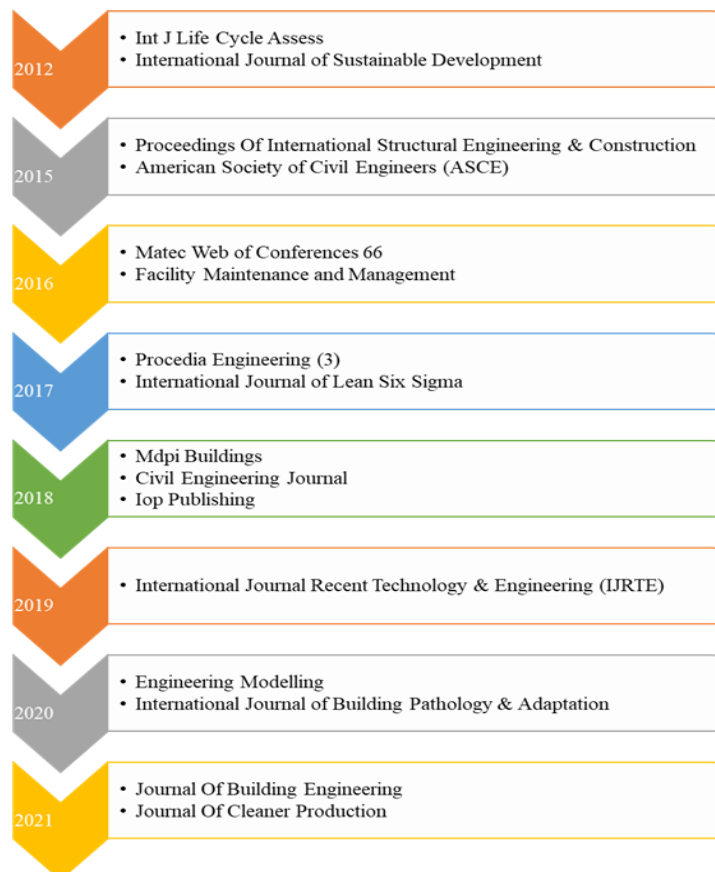 2012
• Int J Life Cycle Assess
• International Journal of Sustainable Development
2015
• Proceedings Of International Structural Engineering & Construction
• American Society of Civil Engineers (ASCE)
2016
• Matec Web of Conferences 66
• Facility Maintenance and Management
2017
• Procedia Engineering (3)
• International Journal of Lean Six Sigma
2018
• Mdpi Buildings
• Civil Engineering Journal
• Iop Publishing
2019
• International Journal Recent Technology & Engineering (IJRTE)
2020
• Engineering Modelling
• International Journal of Building Pathology & Adaptation
2021
• Journal Of Building Engineering
• Journal Of Cleaner Production